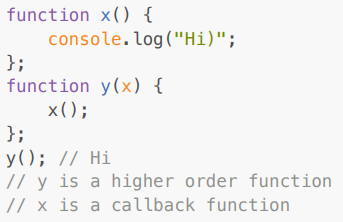 function x() {
    console.log("Hi)";
};
function y(x) {
    x();
};
y(); // Hi
// y is a higher order function
// x is a callback function